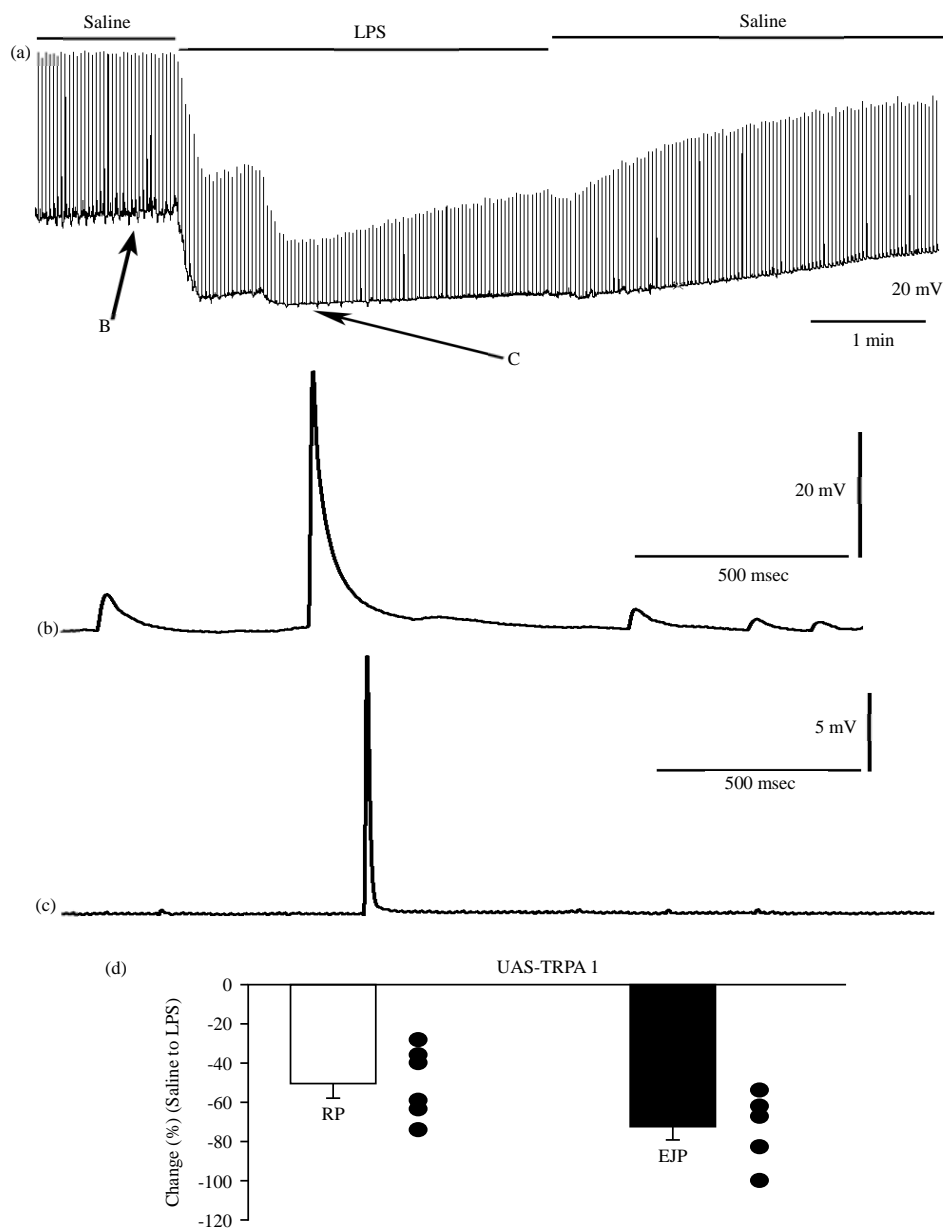 Saline LPS Saline
(a)
B
C
20 mV
1 min
20 mV
500 msec
(b)
5 mV
500 msec
(c)
(d)
UAS-TRPA 1
Change (%) (Saline to LPS)
0
-20
-40
-60
-80
-100
-120
RP
EJP